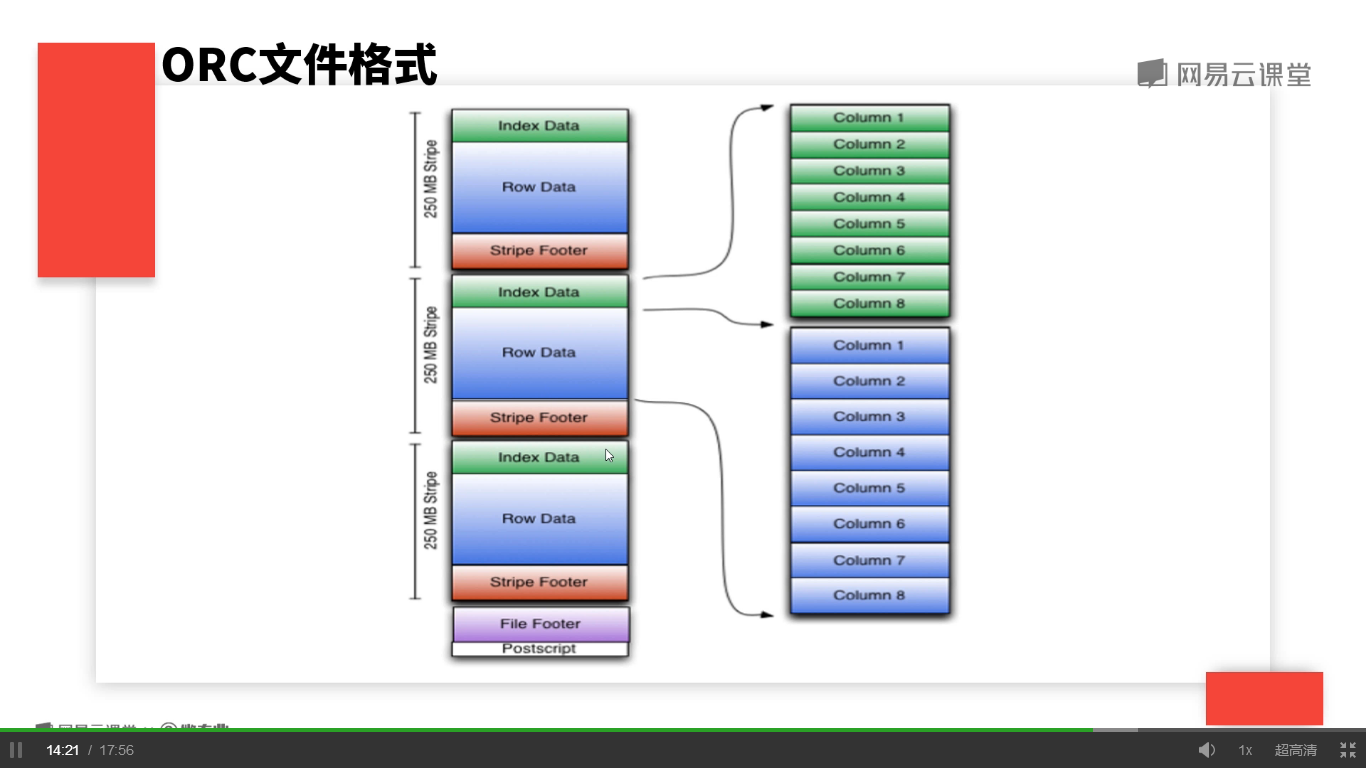 ORC文件格式
网易云课堂
250 MB Stripe
Index Data
Row Data
Stripe Footer
250 MB Stripe
Index Data
Row Data
Stripe Footer
250 MB Stripe
Index Data
Row Data
Stripe Footer
File Footer
Postscript
Column 1
Column 2
Column 3
Column 4
Column 5
Column 6
Column 7
Column 8
Column 1
Column 2
Column 3
Column 4
Column 5
Column 6
Column 7
Column 8
14:21 / 17:56
1x
超高清